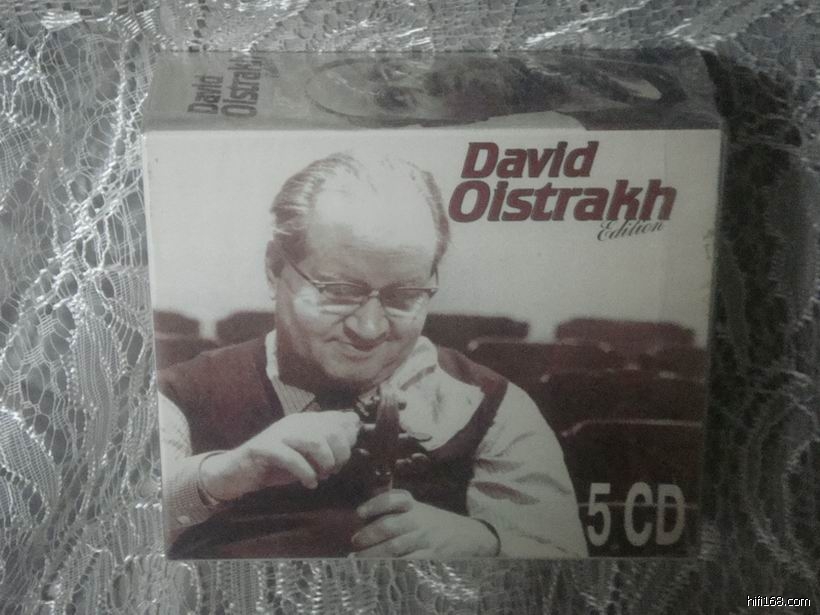 David
Oistrakh
David
Oistrakh
Edition
5 CD
hifi168.com